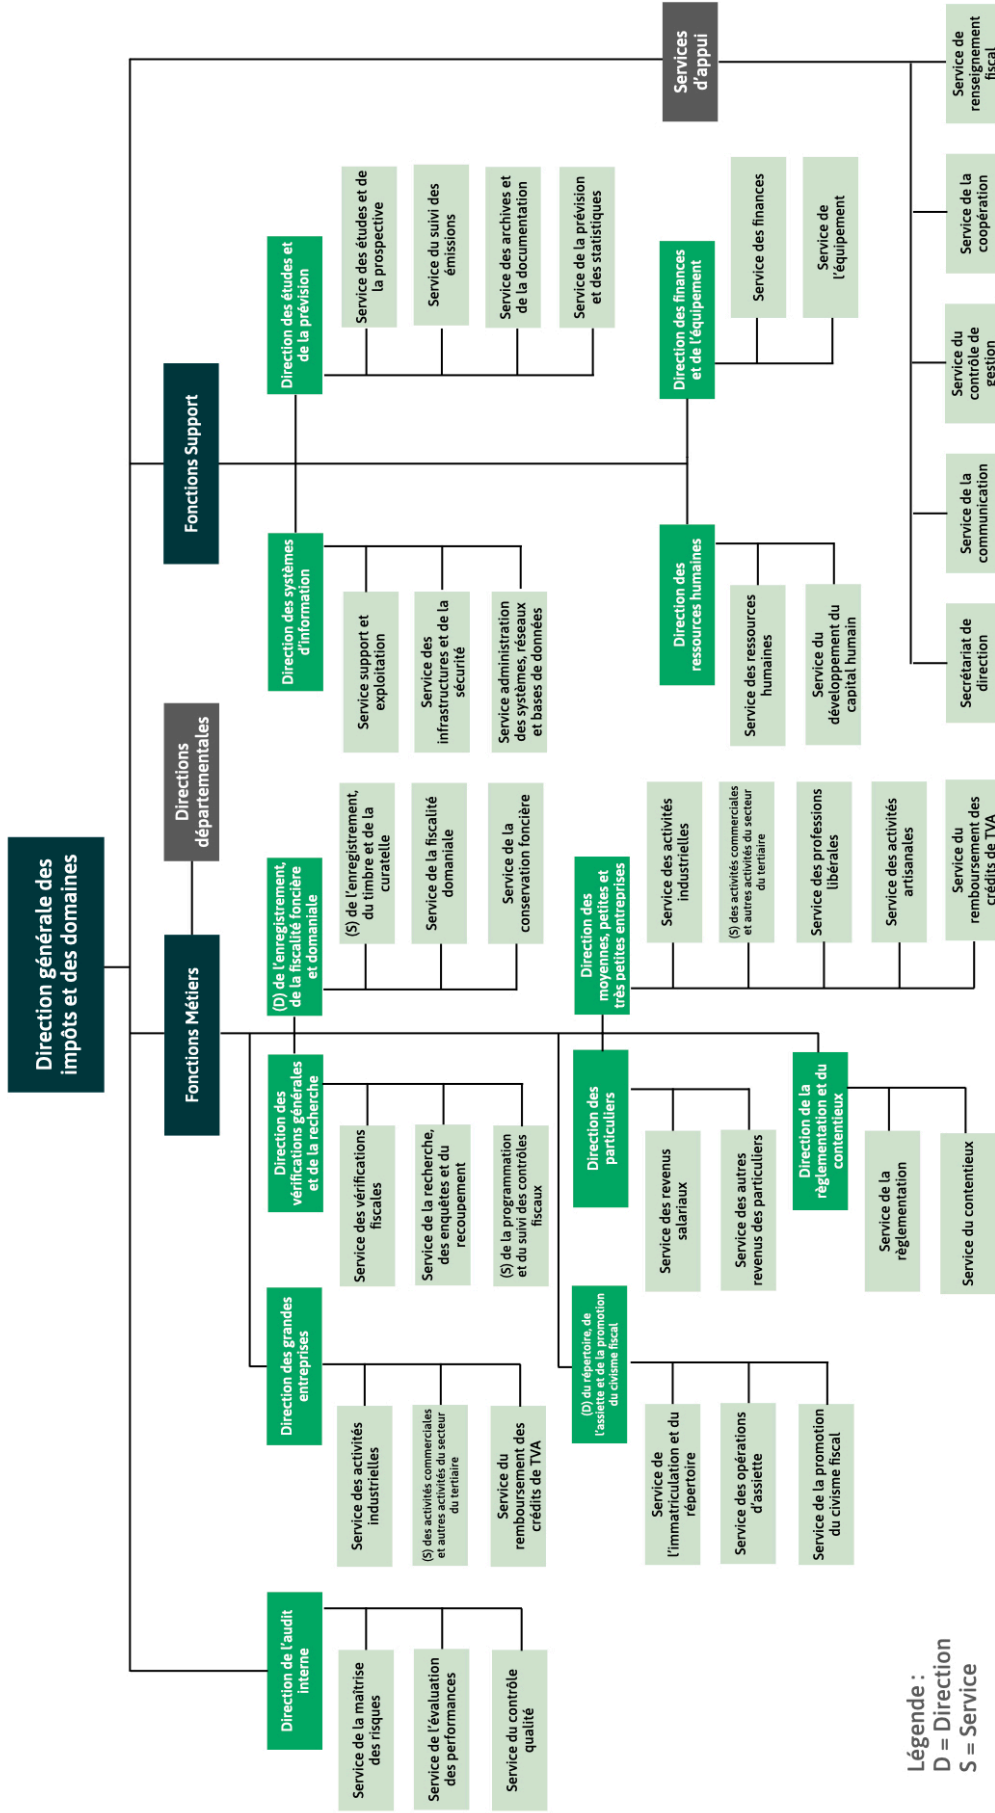 Direction générale des
impôts et des domaines
Fonctions Métiers
Directions
départementales
Fonctions Support
Services
d'appui
Direction de l'audit
interne
Service de la maîtrise
des risques
Service de l'évaluation
des performances
Service du contrôle
qualité
Direction des grandes
entreprises
Service des activités
industrielles
(S) des activités commerciales
et autres activités du secteur
du tertiaire
Service du
remboursement des
crédits de TVA
Direction des
vérifications générales
et de la recherche
Service des vérifications
fiscales
Service de la recherche,
des enquêtes et du
recoupement
(S) de la programmation
et du suivi des contrôles
fiscaux
(D) de l'enregistrement,
de la fiscalité foncière
et domaniale
(S) de l'enregistrement,
du timbre et de la
curatelle
Service de la fiscalité
domaniale
Service de la
conservation foncière
Direction des systèmes
d'information
Service support et
exploitation
Service des
infrastructures et de la
sécurité
Service administration
des systèmes, réseaux
et bases de données
Direction des études et
de la prévision
Service des études et de
la prospective
Service du suivi des
émissions
Service des archives et
de la documentation
Service de la prévision
et des statistiques
(D) du répertoire, de
l'assiette et de la promotion
du civisme fiscal
Service de
l'immatriculation et du
répertoire
Service des opérations
d'assiette
Service de la promotion
du civisme fiscal
Direction des
particuliers
Service des revenus
salariaux
Service des autres
revenus des particuliers
Direction des
moyennes, petites et
très petites entreprises
Service des activités
industrielles
(S) des activités commerciales
et autres activités du secteur
du tertiaire
Service des professions
libérales
Service des activités
artisanales
Service du
remboursement des
crédits de TVA
Direction de la
règlementation et du
contentieux
Service de la
règlementation
Service du contentieux
Direction des
ressources humaines
Service des ressources
humaines
Service du
développement du
capital humain
Direction des finances
et de l'équipement
Service des finances
Service de
l'équipement
Secrétariat de
direction
Service de la
communication
Service du
contrôle de
gestion
Service de la
coopération
Service de
renseignement
fiscal
Légende :
D = Direction
S = Service